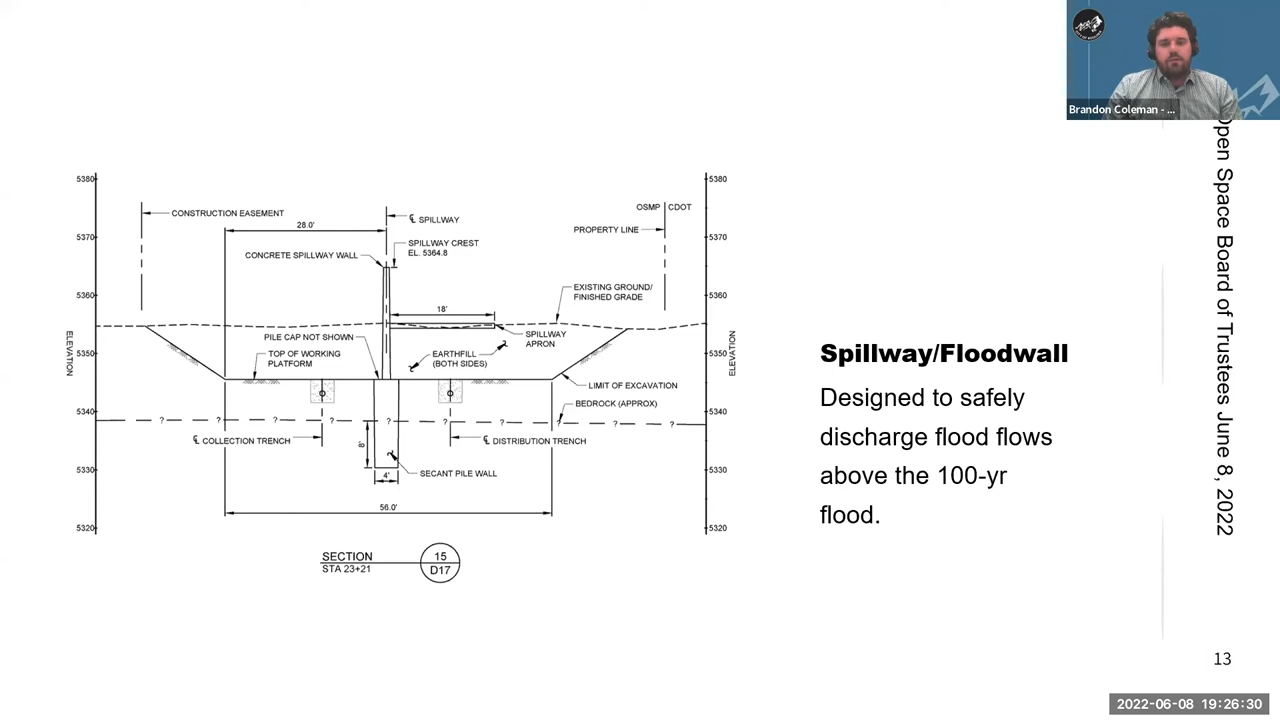 Brandon Coleman - ...
Open Space Board of Trustees June 8, 2022
5380
5380
CONSTRUCTION EASEMENT
28.0'
℄ SPILLWAY
OSMP
CDOT
PROPERTY LINE
5370
5370
CONCRETE SPILLWAY WALL
SPILLWAY CREST
EL. 5364.8
5360
5360
EXISTING GROUND/
FINISHED GRADE
18'
ELEVATION
ELEVATION
PILE CAP NOT SHOWN
SPILLWAY
APRON
5350
5350
TOP OF WORKING
PLATFORM
EARTHFILL
(BOTH SIDES)
LIMIT OF EXCAVATION
BEDROCK (APPROX)
5340
5340
? ? ? ? ? ? ? ? ? ?
℄ COLLECTION TRENCH
8'
℄ DISTRIBUTION TRENCH
5330
5330
4'
SECANT PILE WALL
56.0'
5320
5320
SECTION
STA 23+21
15
D17
Spillway/Floodwall
Designed to safely
discharge flood flows
above the 100-yr
flood.
13
2022-06-08 19:26:30